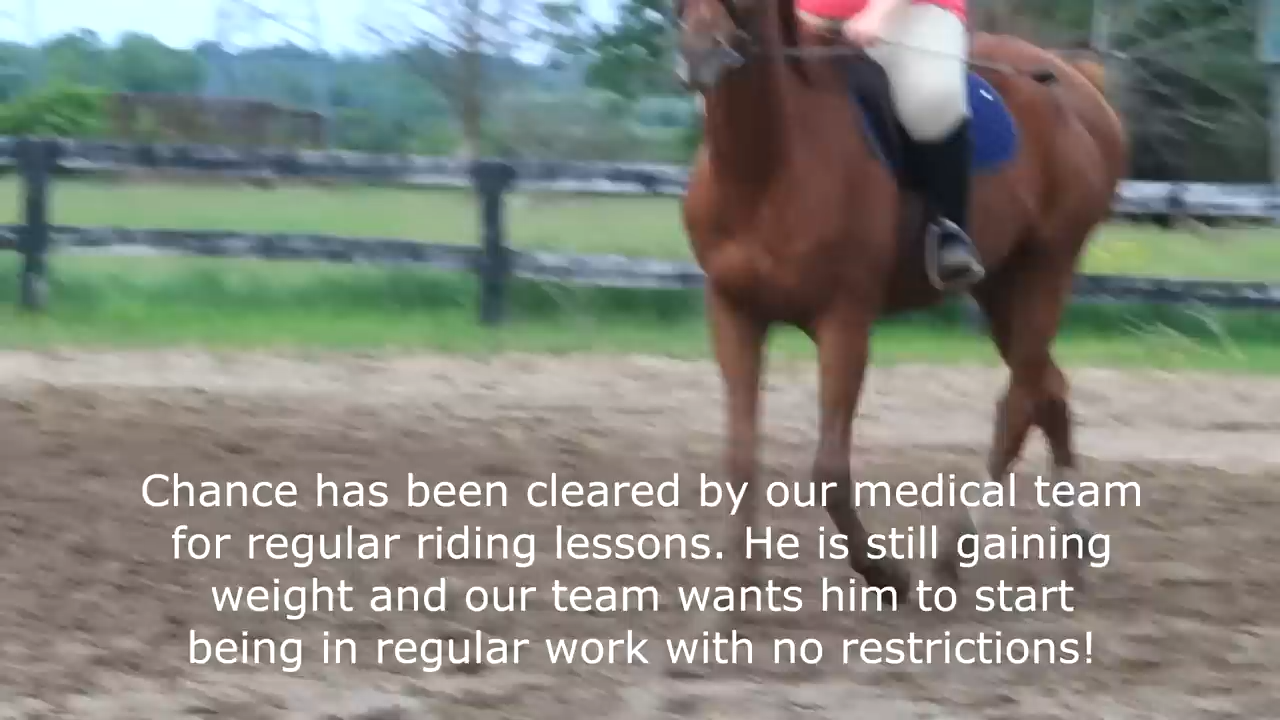 Chance has been cleared by our medical team
for regular riding lessons. He is still gaining
weight and our team wants him to start
being in regular work with no restrictions!